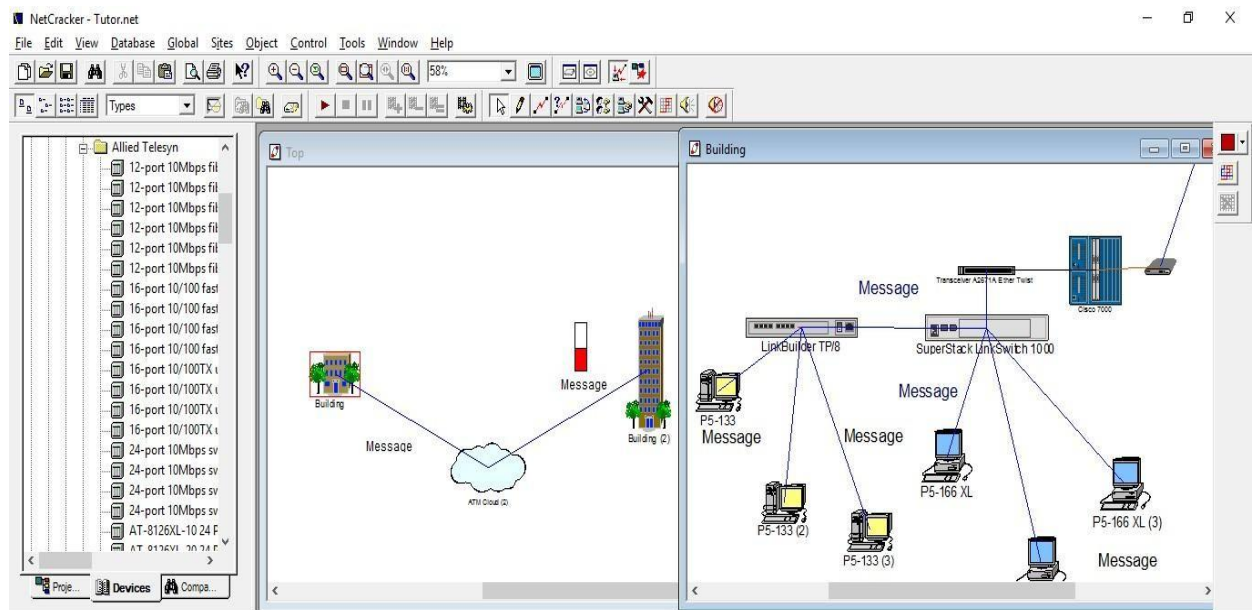 NetCracker - Tutor.net
File Edit View Database Global Sites Object Control Tools Window Help
58%
Types
Allied Telesyn
12-port 10Mbps fil
12-port 10Mbps fil
12-port 10Mbps fil
12-port 10Mbps fil
12-port 10Mbps fil
12-port 10Mbps fil
16-port 10/100 fast
16-port 10/100 fast
16-port 10/100 fast
16-port 10/100 fast
16-port 10/100TX u
16-port 10/100TX u
16-port 10/100TX u
16-port 10/100TX u
24-port 10Mbps sv
24-port 10Mbps sv
24-port 10Mbps sv
24-port 10Mbps sv
AT-8126XL-10 24 P
AT-8126XL-20 24 F
Proje...
Devices
Compa...
Top
Building
Message
Message
Building (2)
ATM Cloud (2)
Building
Transceiver A2671A Ether Twist
Cisco 7000
Message
LinkBuilder TP/8
SuperStack LinkSwitch 1000
P5-133
Message
Message
Message
P5-133 (2)
P5-133 (3)
P5-166 XL
P5-166 XL (3)
Message